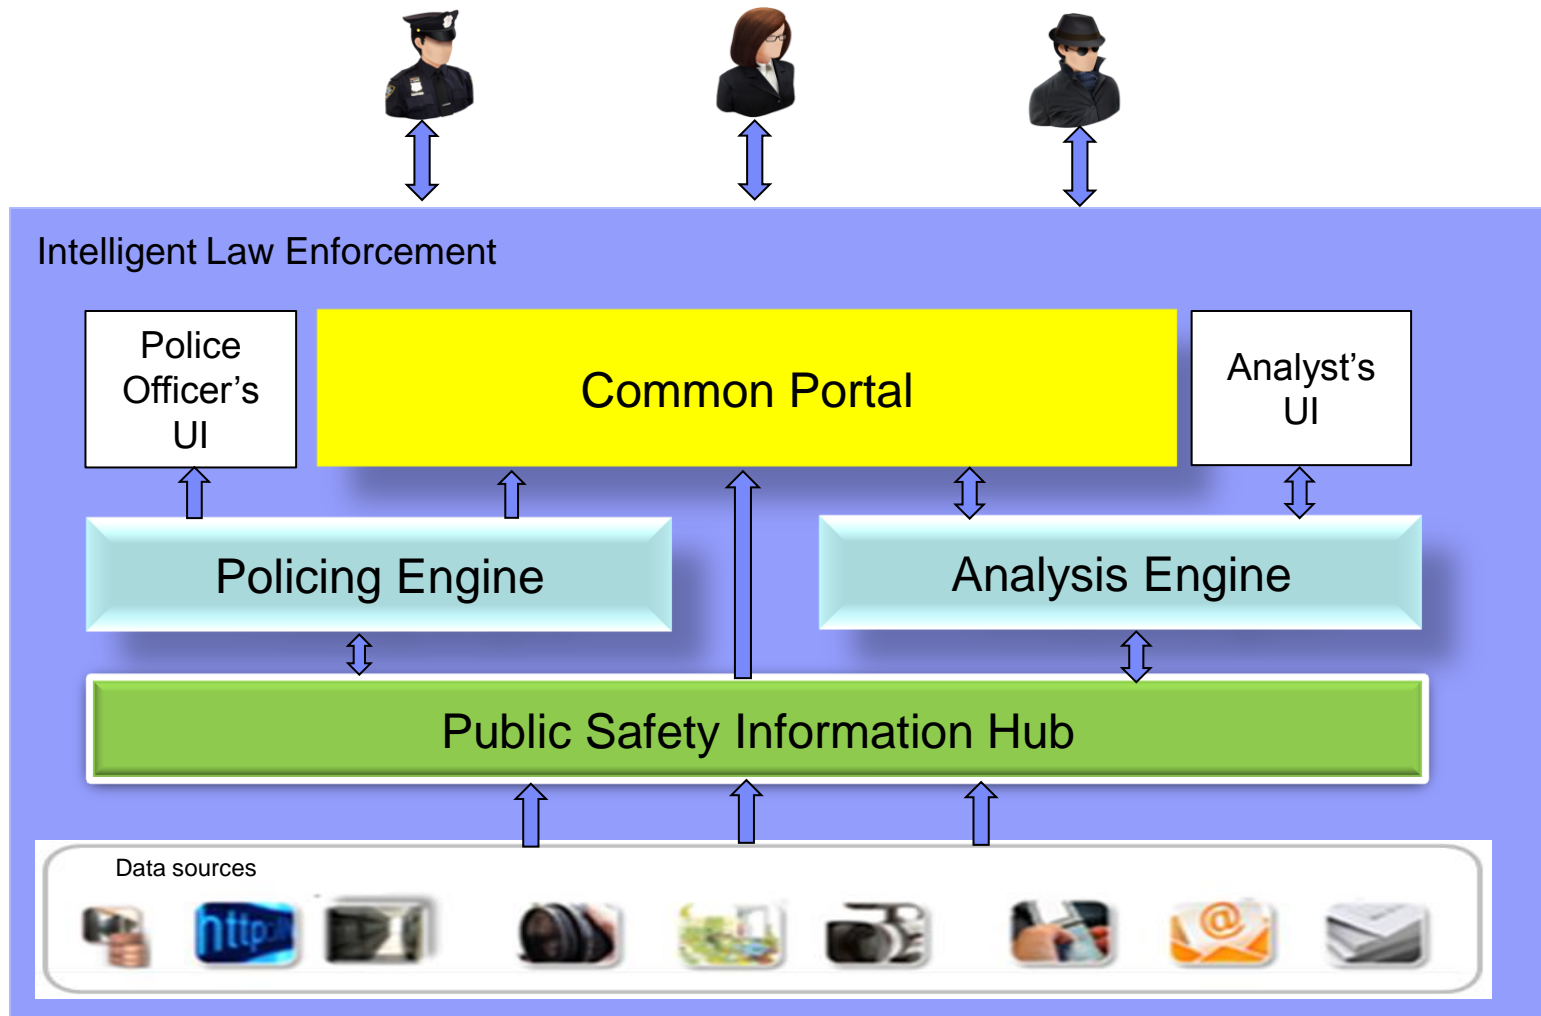 Intelligent Law Enforcement
Police
Officer's
UI
Common Portal
Analyst's
UI
Policing Engine
Analysis Engine
Public Safety Information Hub
Data sources
http:
@